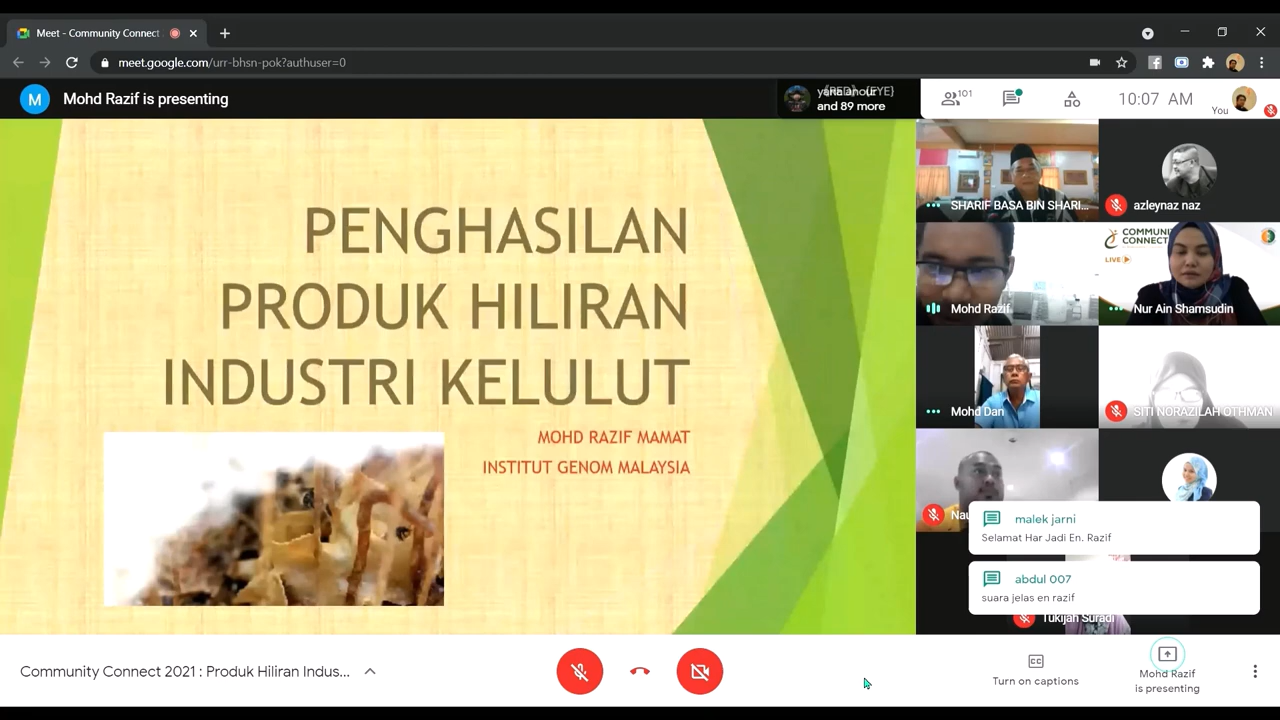 Meet - Community Connect
meet.google.com/urr-bhsn-pok?authuser=0
M
Mohd Razif is presenting
and 89 more
101
10:07 AM
You
PENGHASILAN
PRODUK HILIRAN
INDUSTRI KELULUT
MOHD RAZIF MAMAT
INSTITUT GENOM MALAYSIA
SHARIF BASA BIN SHARI...
azleynaz naz
Mohd Razif
COMMUNI
CONNECT
LIVE
Nur Ain Shamsudin
Mohd Dan
SITI NORAZILAH OTHMAN
Nau
malek jarni
Selamat Har Jadi En. Razif
abdul 007
suara jelas en razif
Tukijah Suradi
Community Connect 2021 : Produk Hiliran Indus...
CC
Turn on captions
Mohd Razif
is presenting